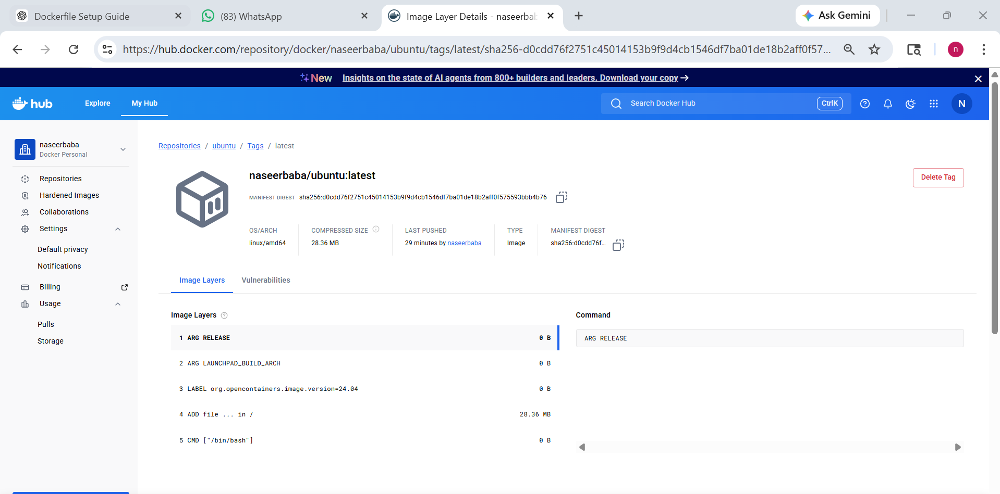 Dockerfile Setup Guide
(83) WhatsApp
Image Layer Details - naseerbab
Ask Gemini
https://hub.docker.com/repository/docker/naseerbaba/ubuntu/tags/latest/sha256-d0cdd76f2751c45014153b9f9d4cb1546df7ba01de18b2aff0f57...
n
New Insights on the state of AI agents from 800+ builders and leaders. Download your copy →
hub
Explore
My Hub
Search Docker Hub
CtrlK
N
naseerbaba
Docker Personal
Repositories
Hardened Images
Collaborations
Settings
Default privacy
Notifications
Billing
Usage
Pulls
Storage
Repositories / ubuntu / Tags / latest
naseerbaba/ubuntu:latest
Delete Tag
MANIFEST DIGEST sha256:d0cdd76f2751c45014153b9f9d4cb1546df7ba01de18b2aff0f575593bbb4b76
OS/ARCH
linux/amd64
COMPRESSED SIZE
28.36 MB
LAST PUSHED
29 minutes by naseerbaba
TYPE
Image
MANIFEST DIGEST
sha256:d0cdd76f...
Image Layers
Vulnerabilities
Image Layers
1 ARG RELEASE 0 B
2 ARG LAUNCHPAD_BUILD_ARCH 0 B
3 LABEL org.opencontainers.image.version=24.04 0 B
4 ADD file ... in / 28.36 MB
5 CMD ["/bin/bash"] 0 B
Command
ARG RELEASE